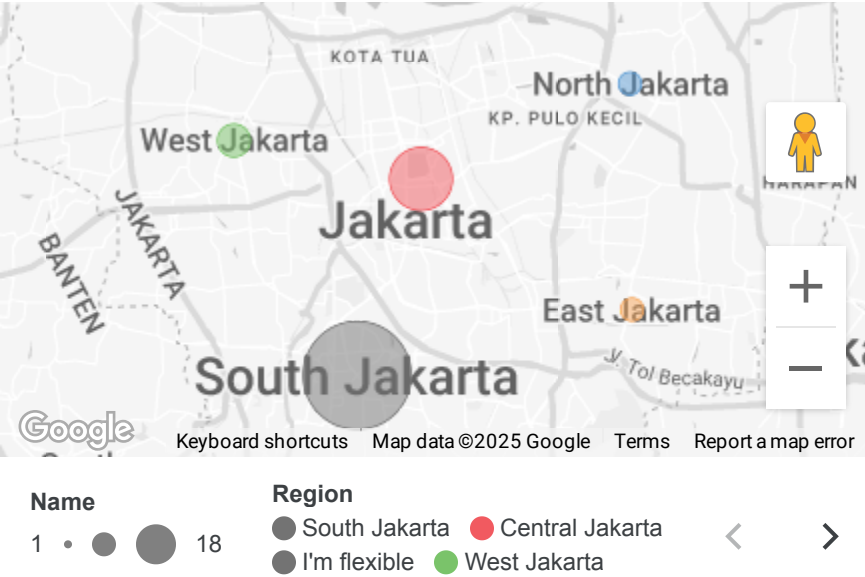 KOTA TUA
North Jakarta
KP. PULO KECIL
West Jakarta
HARAPAN
JAKARTA
Jakarta
BANTEN
East Jakarta
Jl. Tol Becakayu
South Jakarta
Google
Keyboard shortcuts Map data ©2025 Google Terms Report a map error
Name
Region
1 18
South Jakarta Central Jakarta
I'm flexible West Jakarta